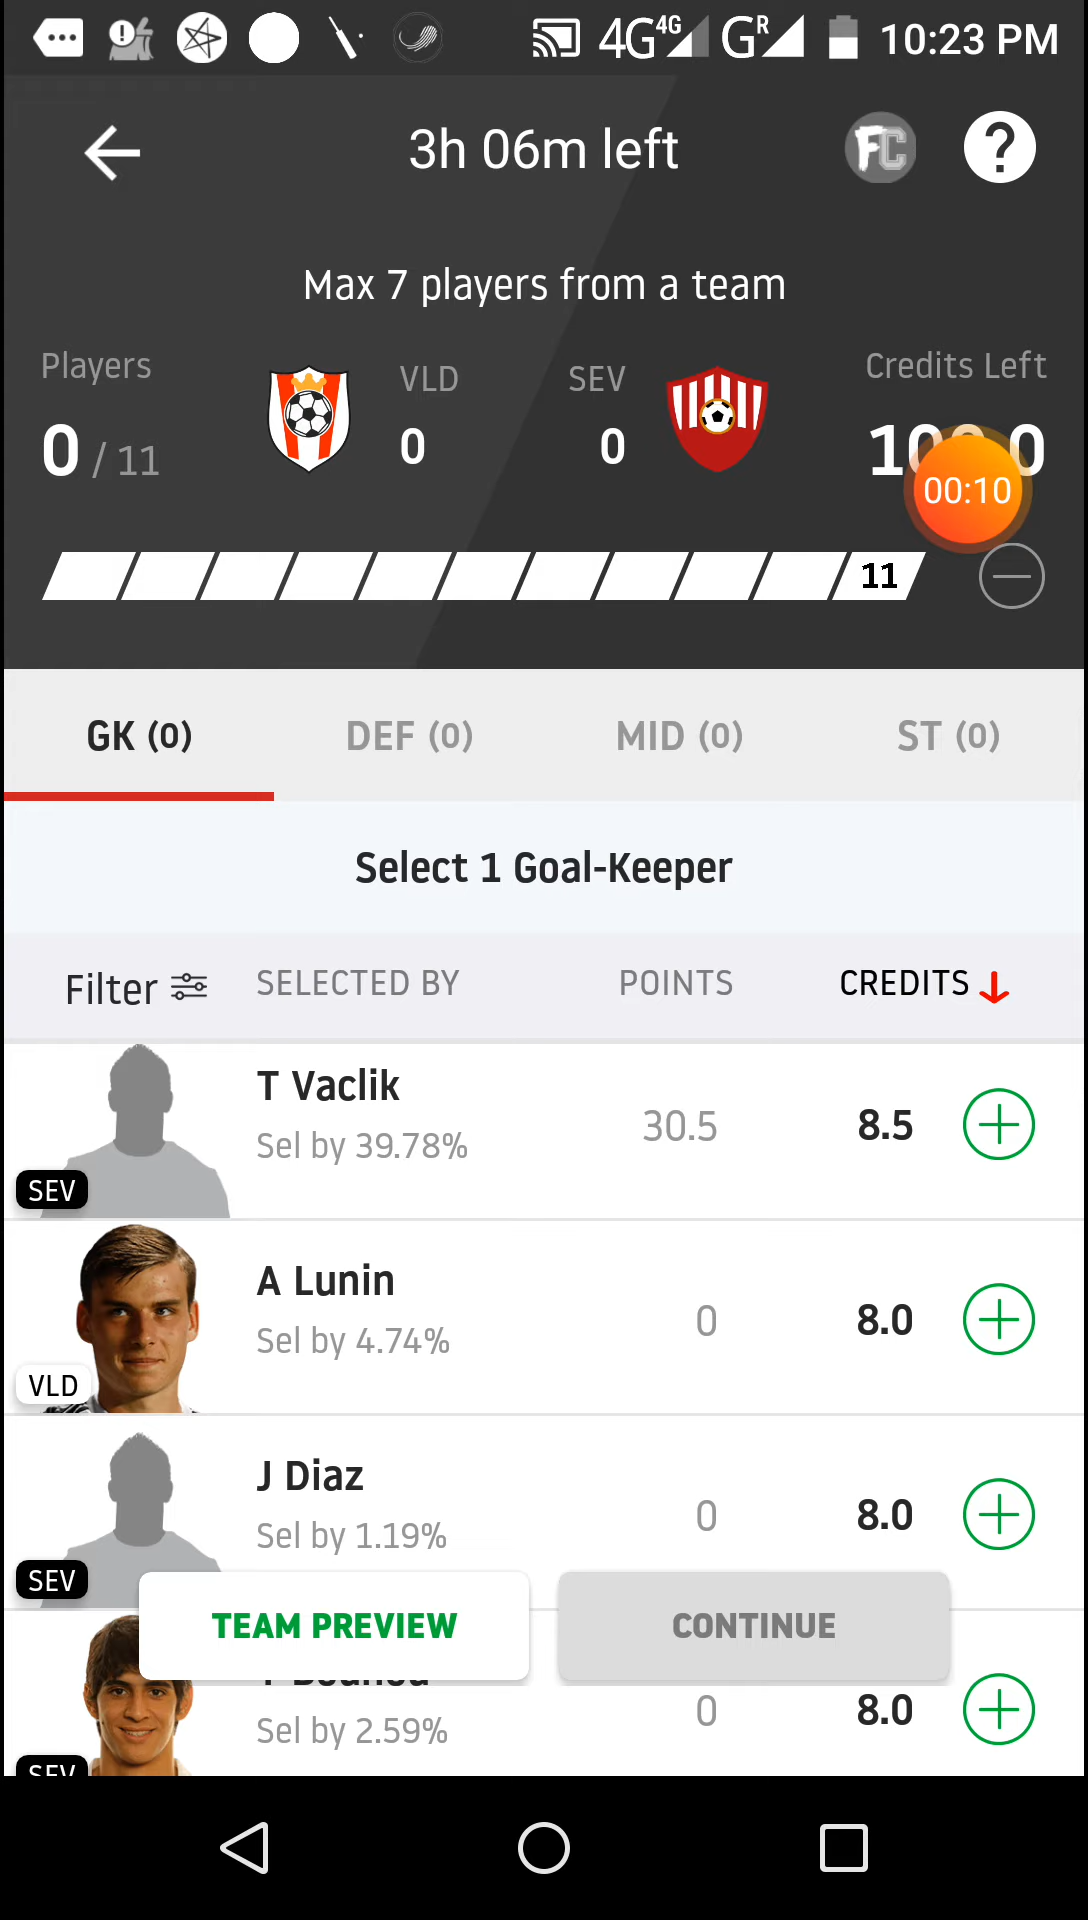 4G 4G G R 10:23 PM
3h 06m left
FC ?
Max 7 players from a team
Players VLD SEV Credits Left
0 / 11 0 0
00:10
11
GK (0) DEF (0) MID (0) ST (0)
Select 1 Goal-Keeper
Filter SELECTED BY POINTS CREDITS
T Vaclik
Sel by 39.78% 30.5 8.5
SEV
A Lunin
Sel by 4.74% 0 8.0
VLD
J Diaz
Sel by 1.19% 0 8.0
SEV
TEAM PREVIEW CONTINUE
Sel by 2.59% 0 8.0
SEV